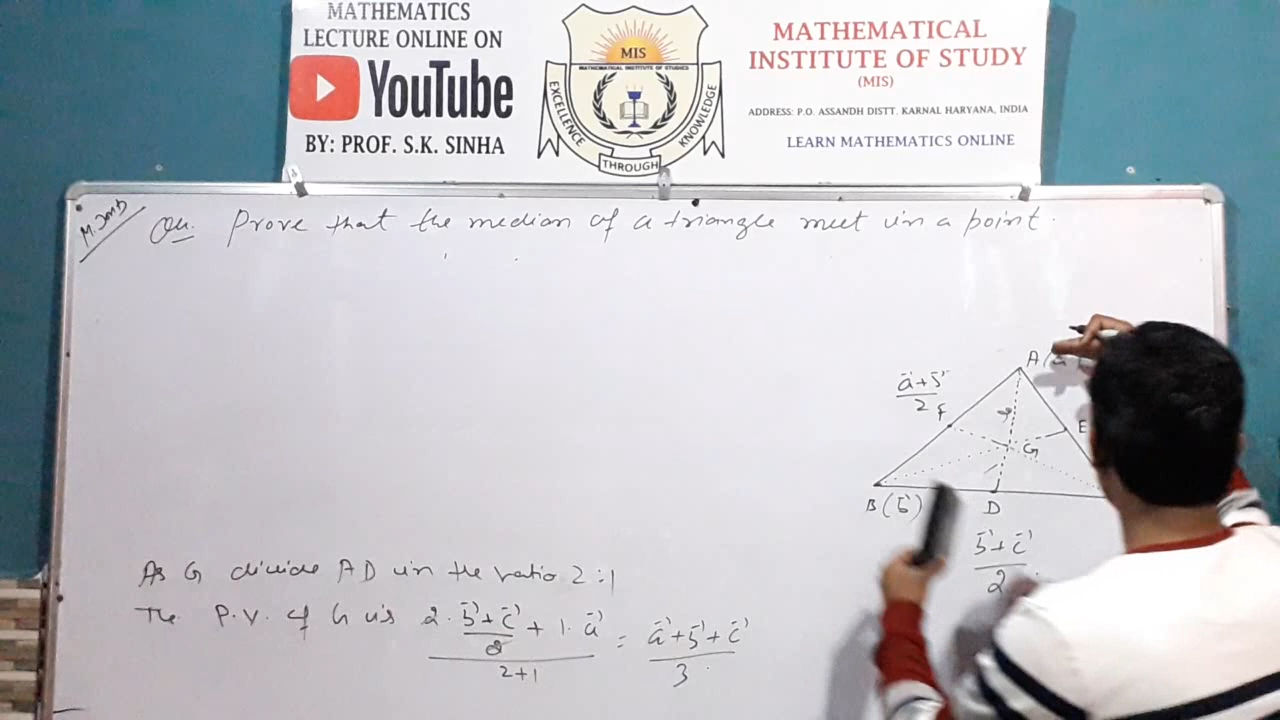 MATHEMATICS
LECTURE ONLINE ON
YouTube
BY: PROF. S.K. SINHA
MIS
MATHEMATICAL INSTITUTE OF STUDIES
EXCELLENCE
THROUGH
KNOWLEDGE
MATHEMATICAL
INSTITUTE OF STUDY
(MIS)
ADDRESS: P.O. ASSANDH DISTT. KARNAL HARYANA, INDIA
LEARN MATHEMATICS ONLINE
Qu. Prove that the median of a triangle meet in a point.
A (a⃗
(a⃗ + b⃗)/2
F
E
G
B (b⃗)
D
(b⃗ + c⃗)/2
As G divide AD in the ratio 2:1
The P.V. of G is (2 · (b⃗ + c⃗)/2 + 1 · a⃗)/(2+1) = (a⃗ + b⃗ + c⃗)/3